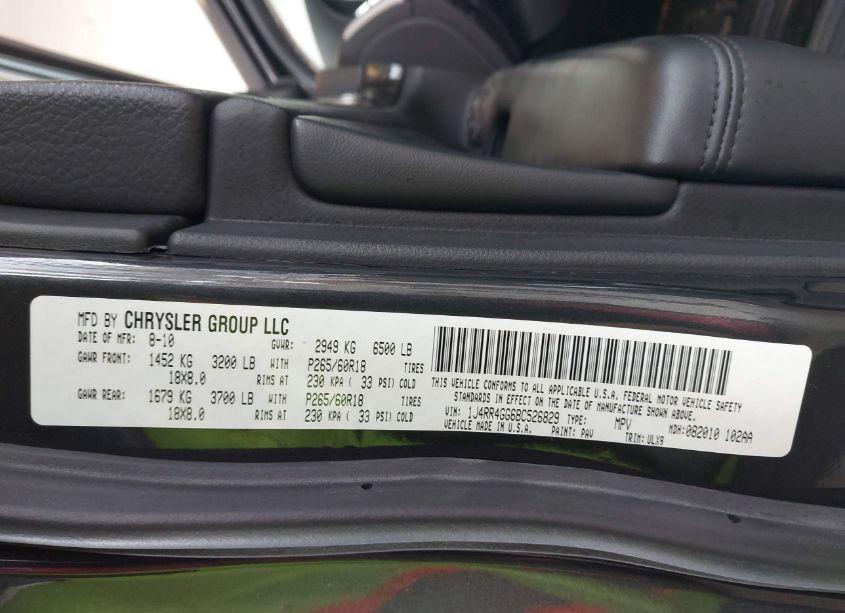 MFD BY CHRYSLER GROUP LLC
DATE OF MFR: 8-10 GVWR: 2949 KG 6500 LB
GAWR FRONT: 1452 KG 3200 LB WITH P265/60R18 TIRES
18X8.0 RIMS AT 230 KPA ( 33 PSI) COLD
GAWR REAR: 1679 KG 3700 LB WITH P265/60R18 TIRES
18X8.0 RIMS AT 230 KPA ( 33 PSI) COLD
THIS VEHICLE CONFORMS TO ALL APPLICABLE U.S.A. FEDERAL MOTOR VEHICLE SAFETY
STANDARDS IN EFFECT ON THE DATE OF MANUFACTURE SHOWN ABOVE.
VIN: 1J4RR4GG6BC526829 TYPE: MPV MDH: 082010 102AA
VEHICLE MADE IN U.S.A. PAINT: PAV TRIM: ULX9